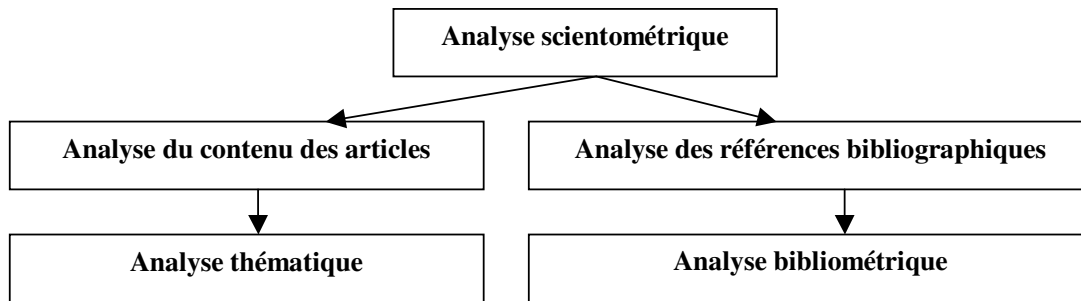 Analyse scientométrique
Analyse du contenu des articles
Analyse des références bibliographiques
Analyse thématique
Analyse bibliométrique